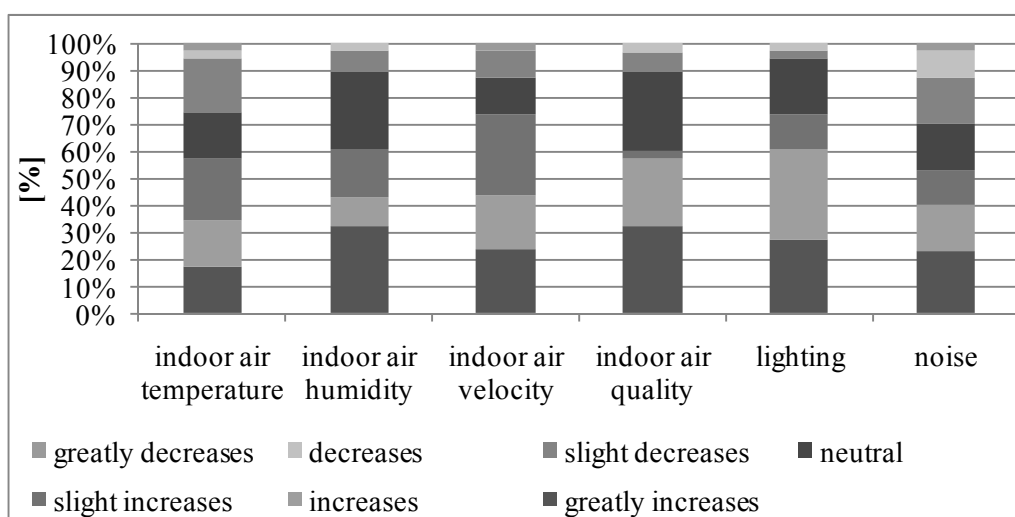 100%
90%
80%
70%
60%
50%
40%
30%
20%
10%
0%
[%]
indoor air temperature
indoor air humidity
indoor air velocity
indoor air quality
lighting
noise
greatly decreases
decreases
slight decreases
neutral
slight increases
increases
greatly increases